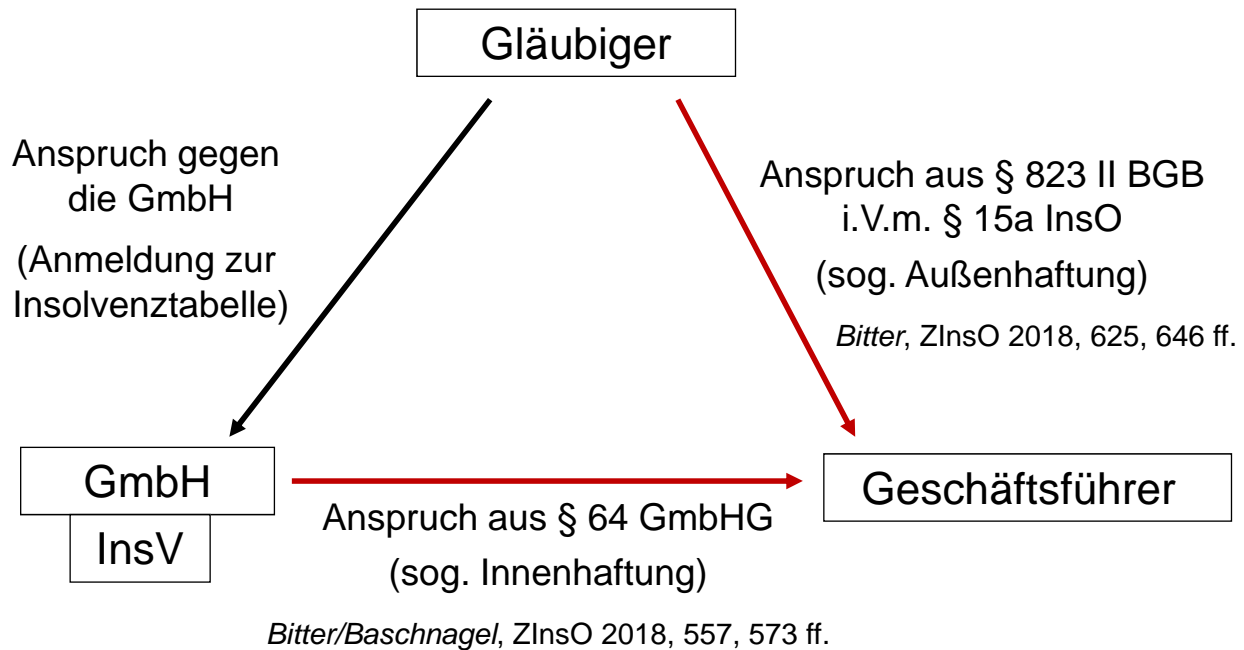 Gläubiger
Anspruch gegen
die GmbH
(Anmeldung zur
Insolvenztabelle)
Anspruch aus § 823 II BGB
i.V.m. § 15a InsO
(sog. Außenhaftung)
Bitter, ZInsO 2018, 625, 646 ff.
GmbH
InsV
Anspruch aus § 64 GmbHG
(sog. Innenhaftung)
Bitter/Baschnagel, ZInsO 2018, 557, 573 ff.
Geschäftsführer